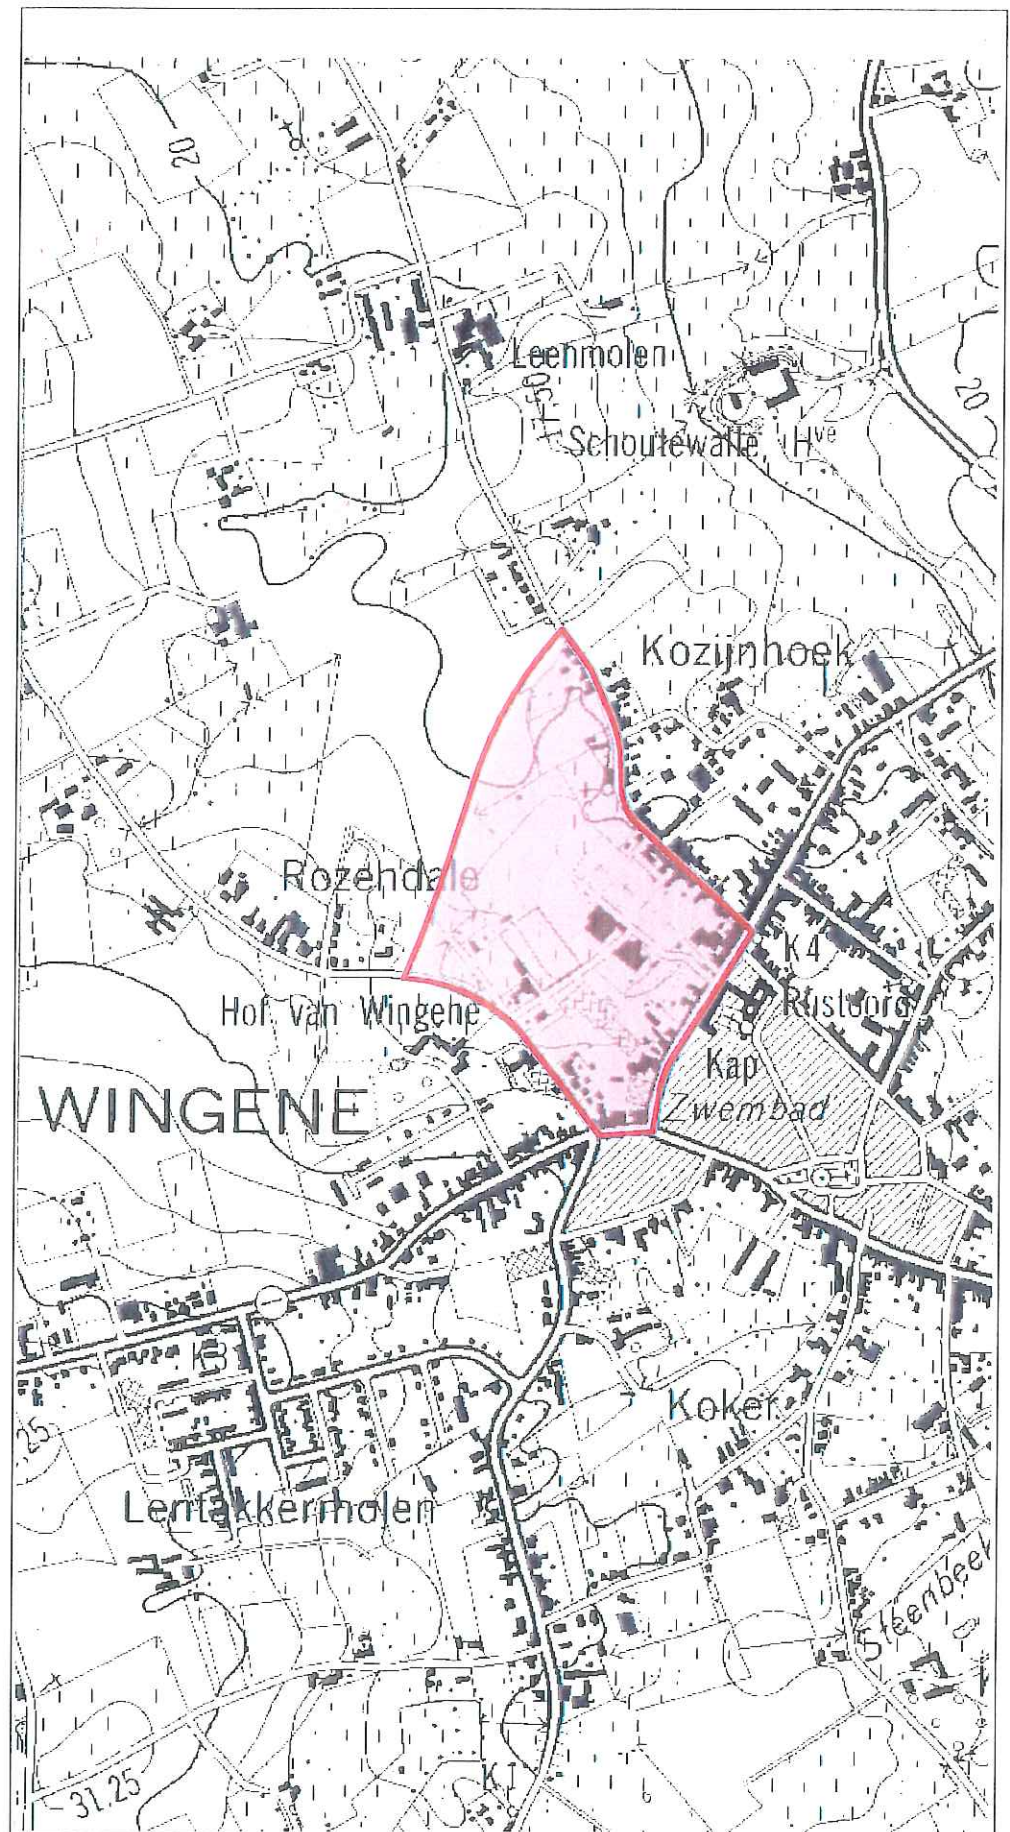 20
Leenmolen
Schoutewalle, Hve
20
Kozijnhoek
Rozendale
K4
Hof van Wingene
Rustoord
Kap
WINGENE
Zwembad
K3
Koker
25
Lentakkermolen
Steenbeek
31.25
K1